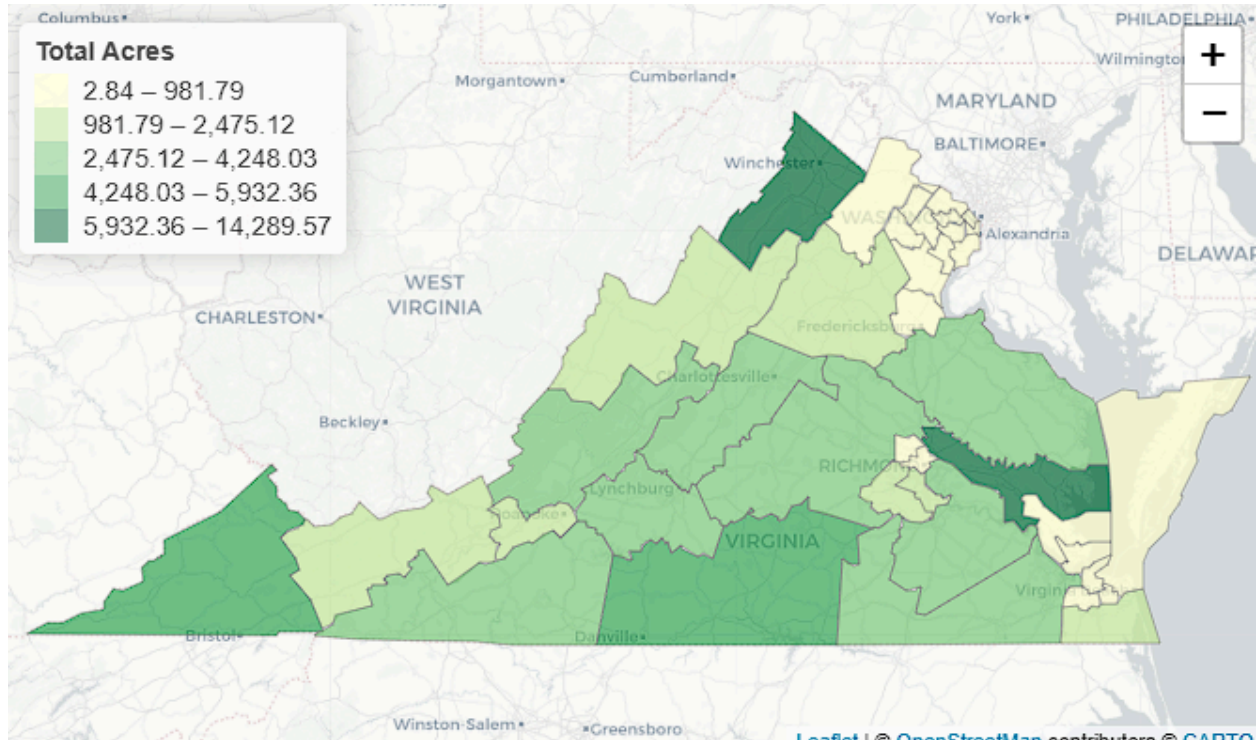 Columbus
York
PHILADELPHIA
Total Acres
2.84 – 981.79
981.79 – 2,475.12
2,475.12 – 4,248.03
4,248.03 – 5,932.36
5,932.36 – 14,289.57
+
−
Morgantown
Cumberland
MARYLAND
BALTIMORE
Winchester
Alexandria
DELAWAR
WEST
VIRGINIA
CHARLESTON
Fredericksburg
Charlottesville
Beckley
RICHMON
Lynchburg
Roanoke
VIRGINIA
Bristol
Danville
Winston-Salem
Greensboro
Leaflet | © OpenStreetMap contributors © CARTO